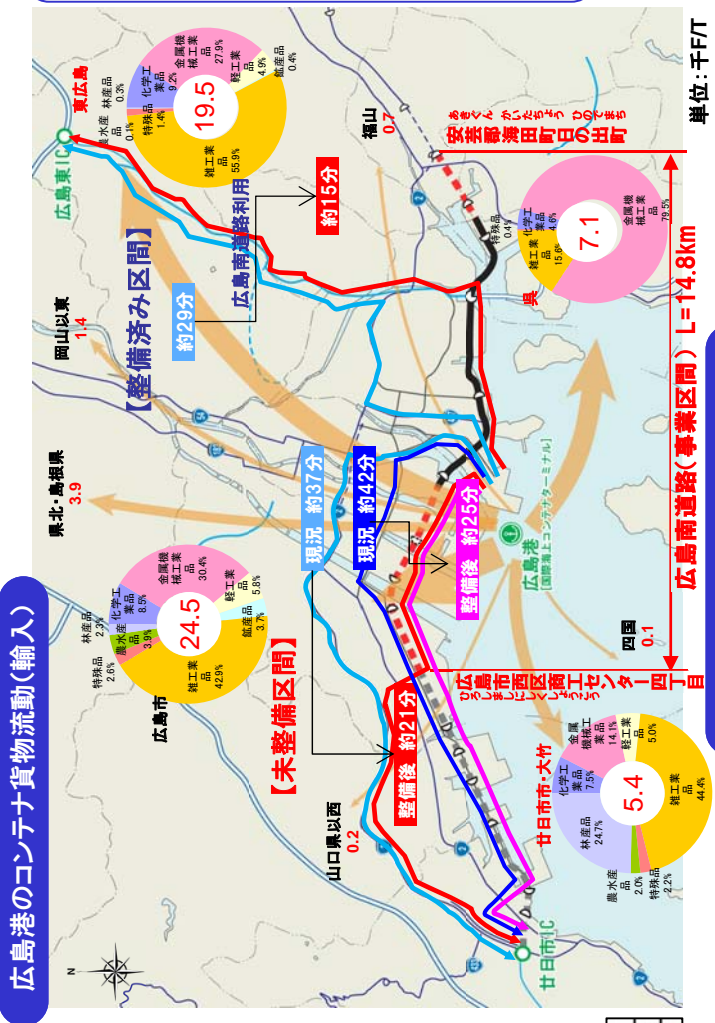 広島港のコンテナ貨物流動(輸入)
N
県北・島根県
3.9
岡山以東
1.4
広島東IC
東広島
19.5
農水産品
0.1%
林産品
0.3%
特殊品
1.4%
化学工業品
9.2%
金属機械工業品
27.9%
軽工業品
4.9%
鉱産品
0.4%
雑工業品
55.9%
【整備済み区間】
広島南道路利用
約29分
約15分
福山
0.7
広島市
24.5
特殊品
2.6%
林産品
2.3%
農水産品
3.9%
化学工業品
8.5%
金属機械工業品
30.4%
軽工業品
5.8%
鉱産品
3.7%
雑工業品
42.9%
【未整備区間】
現況 約37分
現況 約42分
整備後 約21分
整備後 約25分
山口県以西
0.2
広島港
[国際海上コンテナターミナル]
四国
0.1
県
7.1
特殊品
0.4%
化学工業品
4.6%
雑工業品
15.6%
金属機械工業品
79.5%
あきぐん かいたちょう ひのでまち
安芸郡海田町日の出町
広島南道路(事業区間) L=14.8km
広島市西区商工センター四丁目
ひろしましにしくしょうこう
廿日市市・大竹
5.4
化学工業品
7.5%
金属機械工業品
14.1%
軽工業品
5.0%
林産品
24.7%
農水産品
2.0%
特殊品
2.2%
雑工業品
44.4%
廿日市IC
54
2
2
2
単位:千F/T